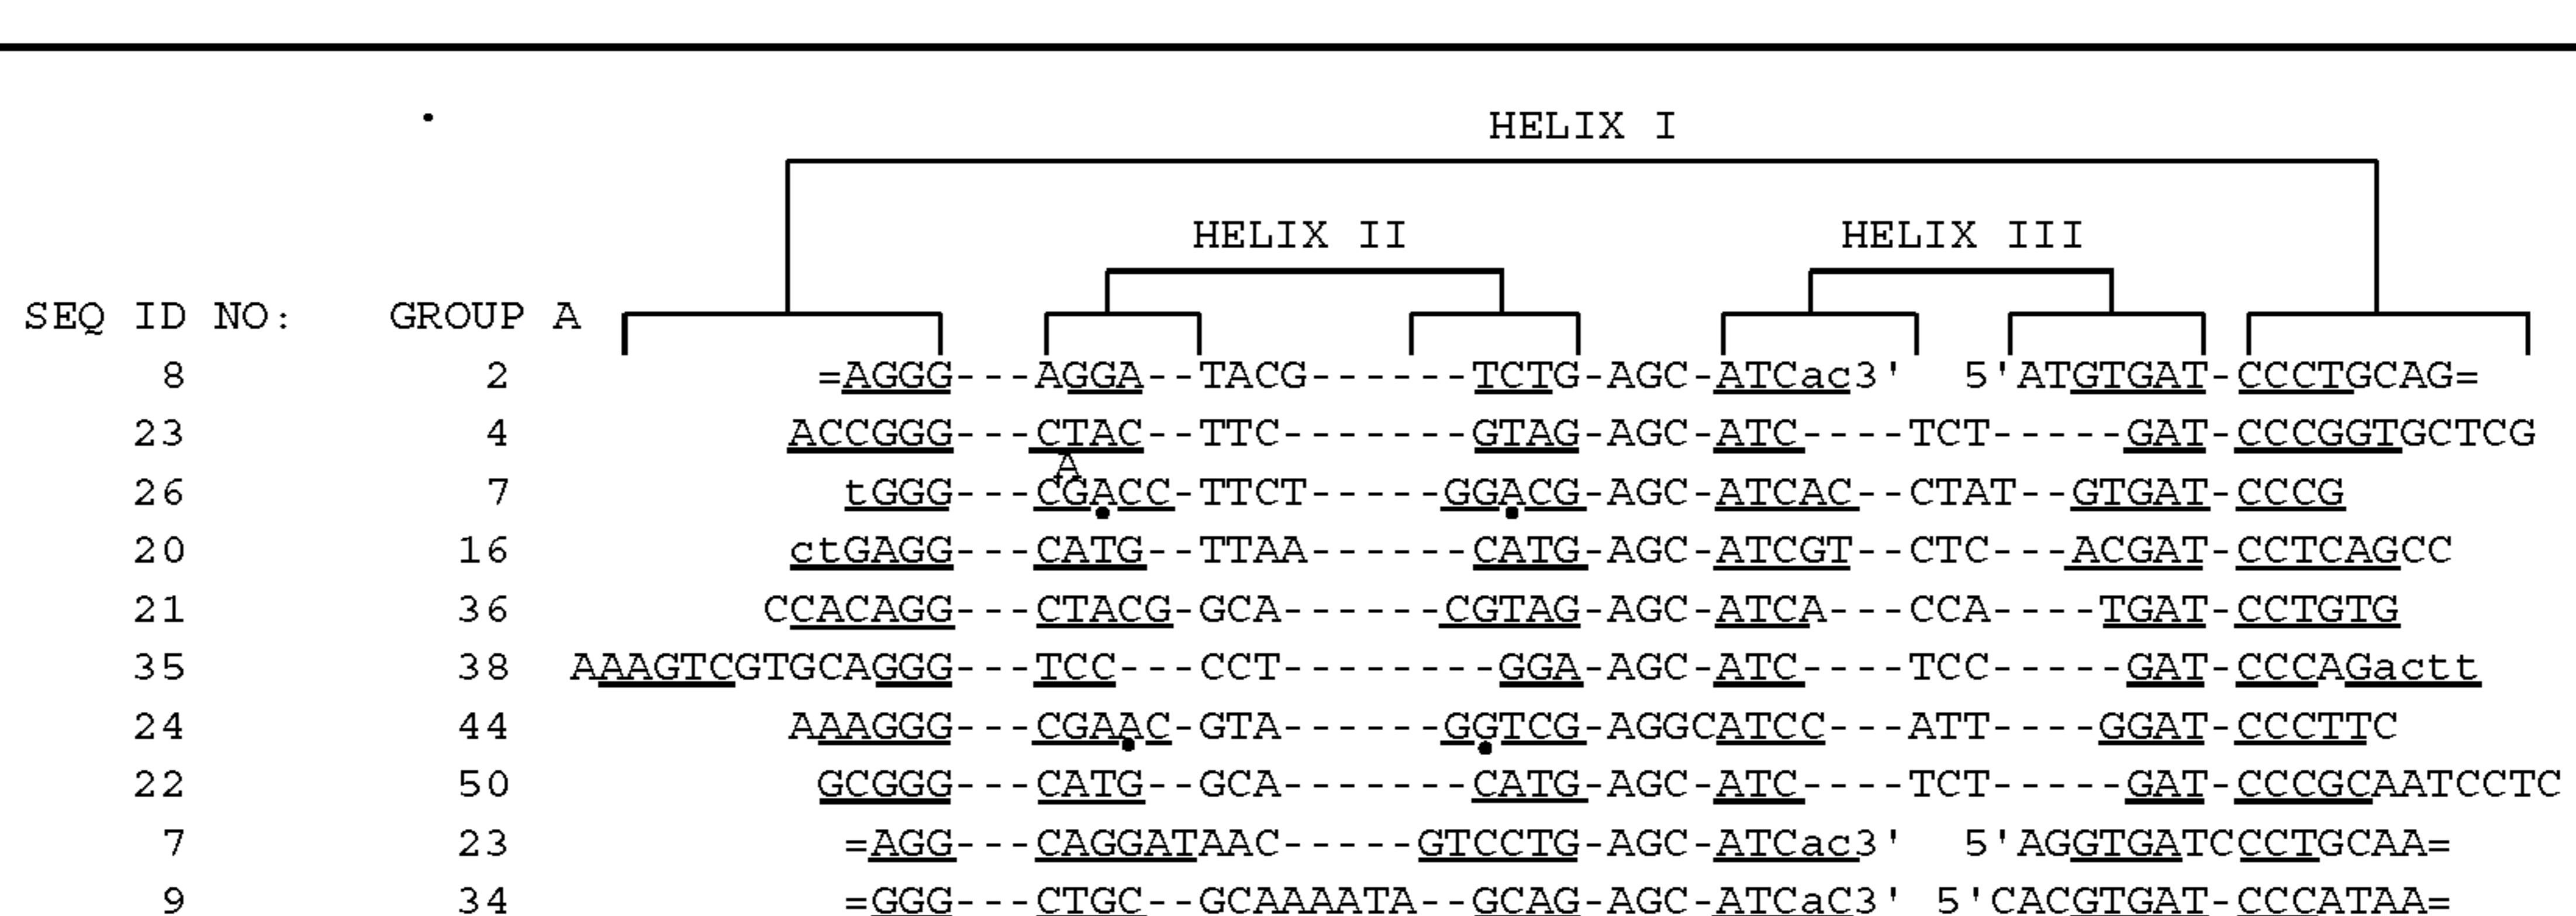 HELIX I
HELIX II HELIX III
SEQ ID NO: GROUP A
8 2 =AGGG---AGGA--TACG------TCTG-AGC-ATCac3' 5'ATGTGAT-CCCTGCAG=
23 4 ACCGGG---CTAC--TTC-------GTAG-AGC-ATC----TCT-----GAT-CCCGGTGCTCG
A
26 7 tGGG---CGACC-TTCT-----GGACG-AGC-ATCAC--CTAT--GTGAT-CCCG
20 16 ctGAGG---CATG--TTAA------CATG-AGC-ATCGT--CTC---ACGAT-CCTCAGCC
21 36 CCACAGG---CTACG-GCA------CGTAG-AGC-ATCA---CCA----TGAT-CCTGTG
35 38 AAAGTCGTGCAGGG---TCC---CCT--------GGA-AGC-ATC----TCC-----GAT-CCCAGactt
24 44 AAAGGG---CGAAC-GTA------GGTCG-AGGCATCC---ATT----GGAT-CCCTTC
22 50 GCGGG---CATG--GCA-------CATG-AGC-ATC----TCT-----GAT-CCCGCAATCCTC
7 23 =AGG---CAGGATAAC-----GTCCTG-AGC-ATCac3' 5'AGGTGATCCCTGCAA=
9 34 =GGG---CTGC--GCAAAATA--GCAG-AGC-ATCaC3' 5'CACGTGAT-CCCATAA=